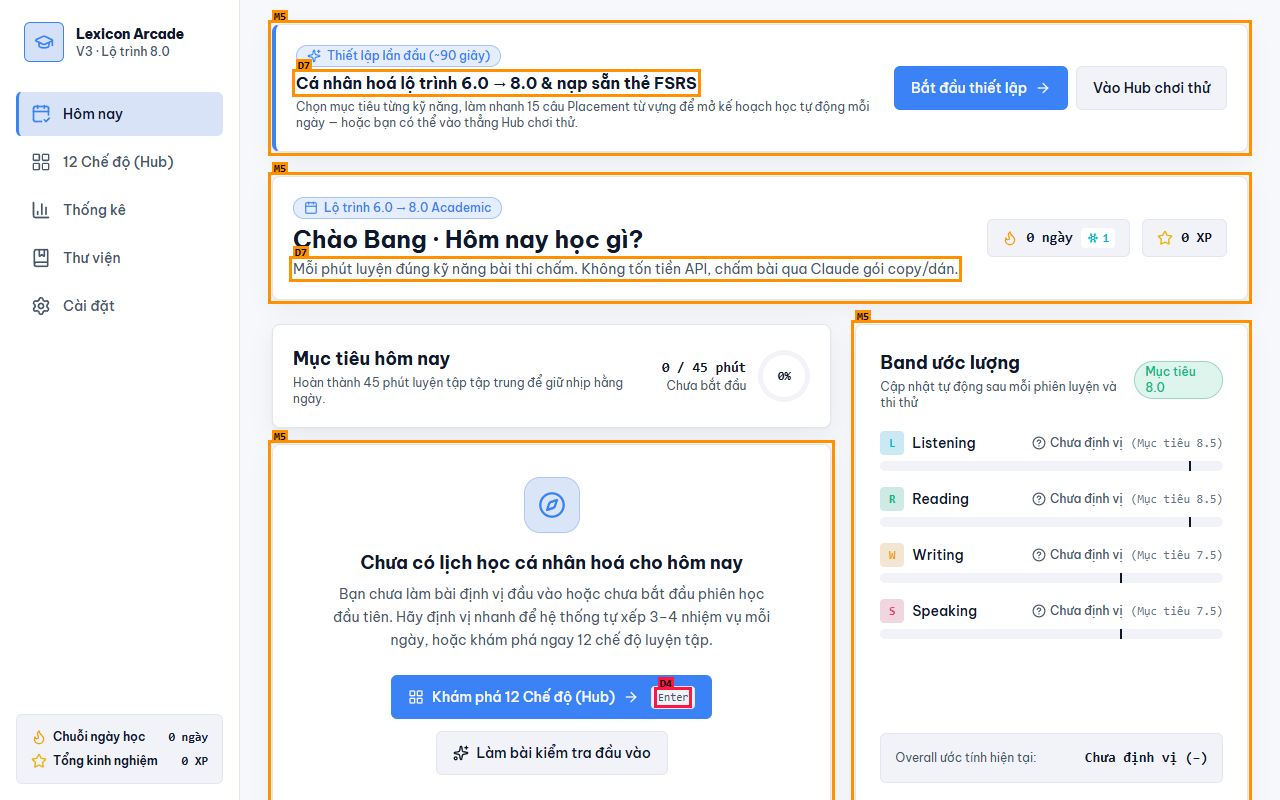 Lexicon Arcade
V3 · Lộ trình 8.0
Hôm nay
12 Chế độ (Hub)
Thống kê
Thư viện
Cài đặt
Chuỗi ngày học 0 ngày
Tổng kinh nghiệm 0 XP
M5
Thiết lập lần đầu (~90 giây)
D7
Cá nhân hoá lộ trình 6.0 → 8.0 & nạp sẵn thẻ FSRS
Chọn mục tiêu từng kỹ năng, làm nhanh 15 câu Placement từ vựng để mở kế hoạch học tự động mỗi
ngày — hoặc bạn có thể vào thẳng Hub chơi thử.
Bắt đầu thiết lập →
Vào Hub chơi thử
M5
Lộ trình 6.0 → 8.0 Academic
Chào Bang · Hôm nay học gì?
D7
Mỗi phút luyện đúng kỹ năng bài thi chấm. Không tốn tiền API, chấm bài qua Claude gói copy/dán.
0 ngày 1
0 XP
Mục tiêu hôm nay
Hoàn thành 45 phút luyện tập tập trung để giữ nhịp hằng
ngày.
0 / 45 phút
Chưa bắt đầu
0%
M5
Chưa có lịch học cá nhân hoá cho hôm nay
Bạn chưa làm bài định vị đầu vào hoặc chưa bắt đầu phiên học
đầu tiên. Hãy định vị nhanh để hệ thống tự xếp 3–4 nhiệm vụ mỗi
ngày, hoặc khám phá ngay 12 chế độ luyện tập.
D4
Khám phá 12 Chế độ (Hub) → Enter
Làm bài kiểm tra đầu vào
M5
Band ước lượng
Cập nhật tự động sau mỗi phiên luyện và
thi thử
Mục tiêu
8.0
L Listening Chưa định vị (Mục tiêu 8.5)
R Reading Chưa định vị (Mục tiêu 8.5)
W Writing Chưa định vị (Mục tiêu 7.5)
S Speaking Chưa định vị (Mục tiêu 7.5)
Overall ước tính hiện tại: Chưa định vị (–)